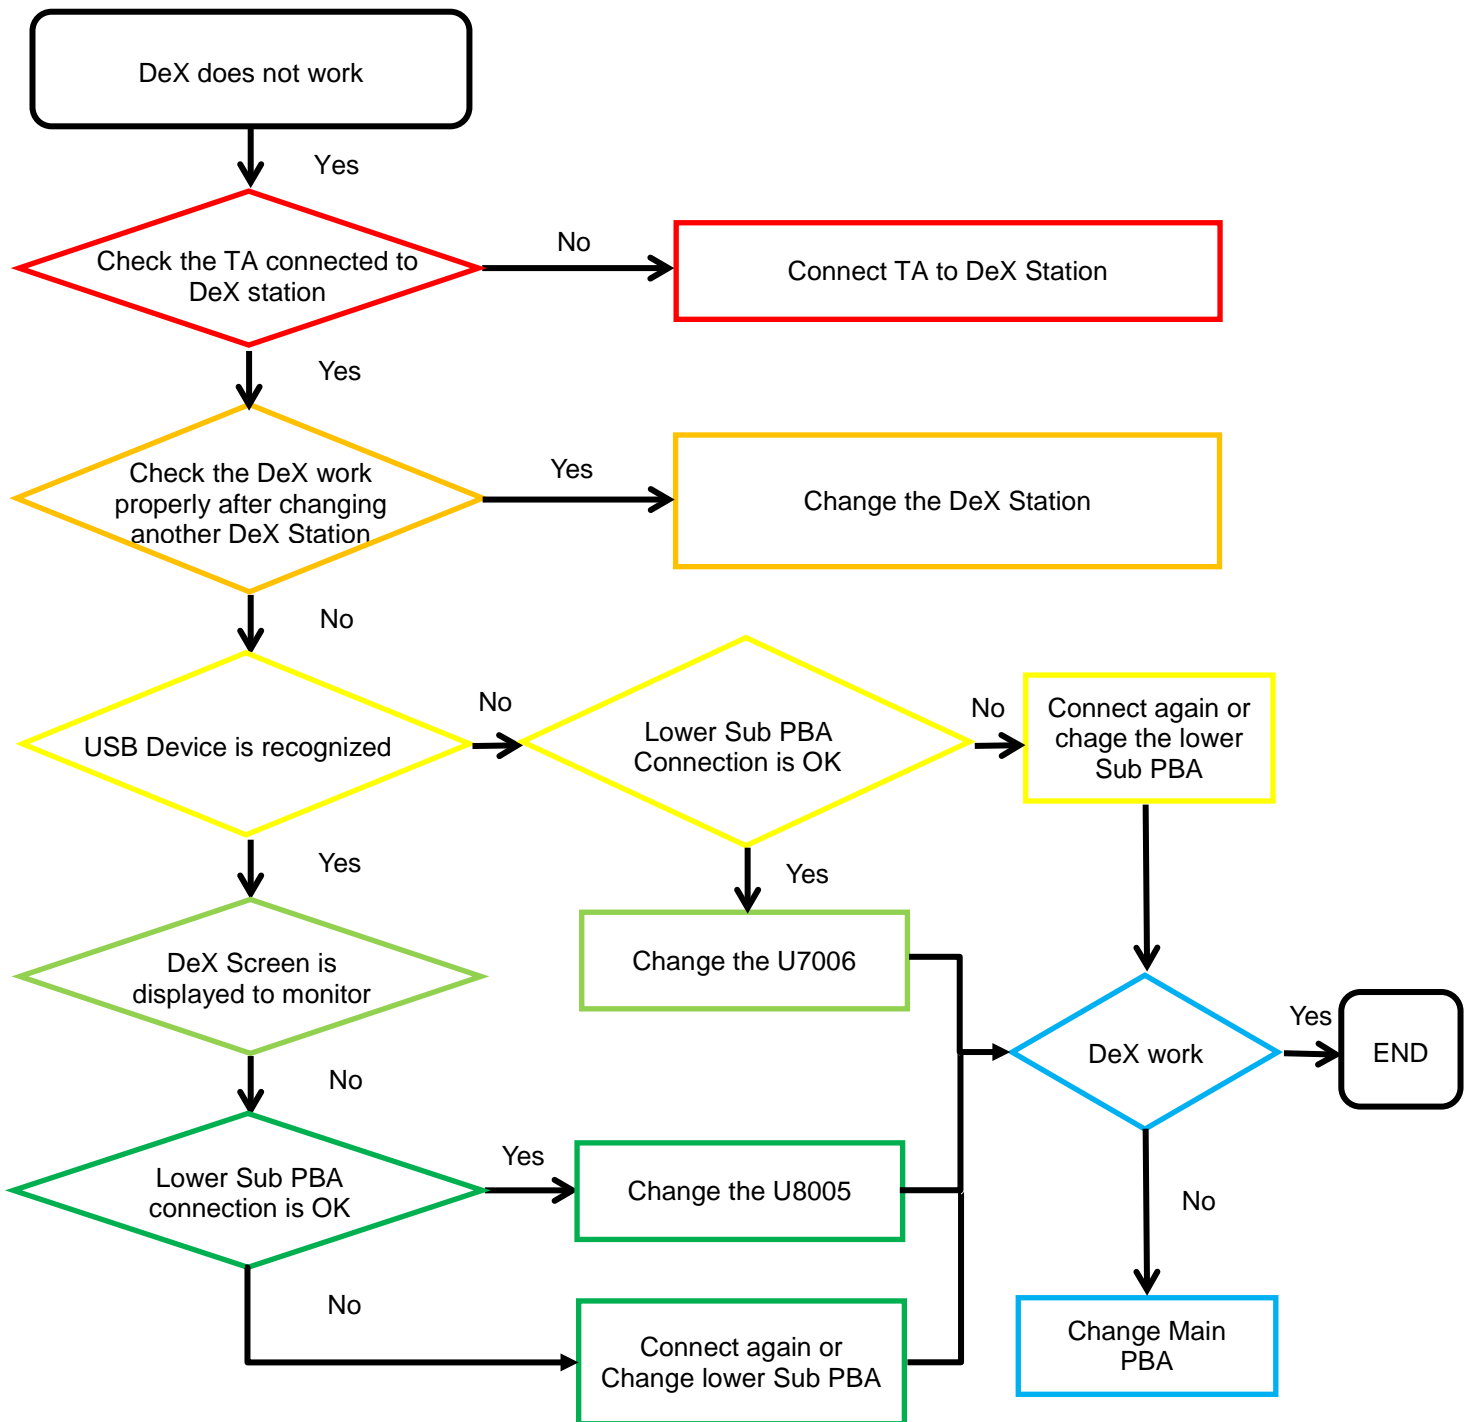 DeX does not work
Yes
Check the TA connected to
DeX station
No
Connect TA to DeX Station
Yes
Check the DeX work
properly after changing
another DeX Station
Yes
Change the DeX Station
No
USB Device is recognized
No
Lower Sub PBA
Connection is OK
No
Connect again or
chage the lower
Sub PBA
Yes
Yes
DeX Screen is
displayed to monitor
Change the U7006
DeX work
Yes
END
No
Lower Sub PBA
connection is OK
Yes
Change the U8005
No
No
Connect again or
Change lower Sub PBA
Change Main
PBA